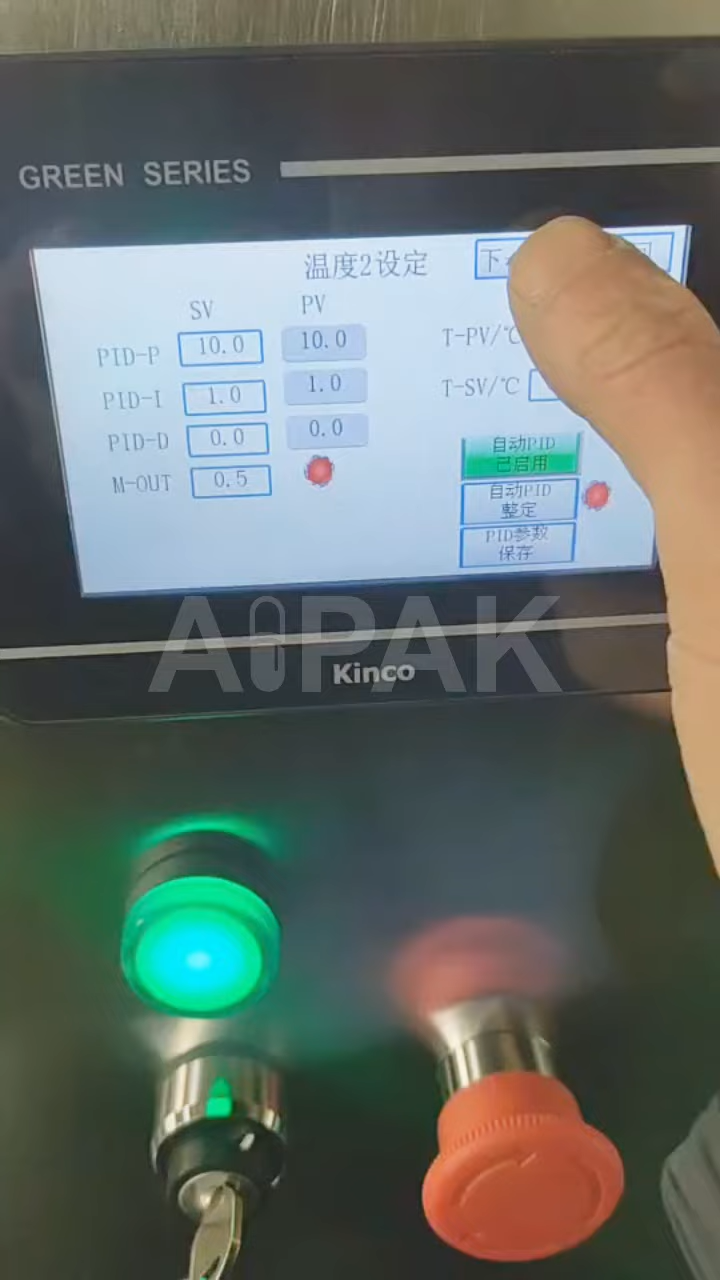 GREEN SERIES
温度2设定
下
SV PV
PID-P 10.0 10.0 T-PV/℃
PID-I 1.0 1.0 T-SV/℃
PID-D 0.0 0.0
M-OUT 0.5
自动PID
已启用
自动PID
整定
PID参数
保存
AIPAK
Kinco